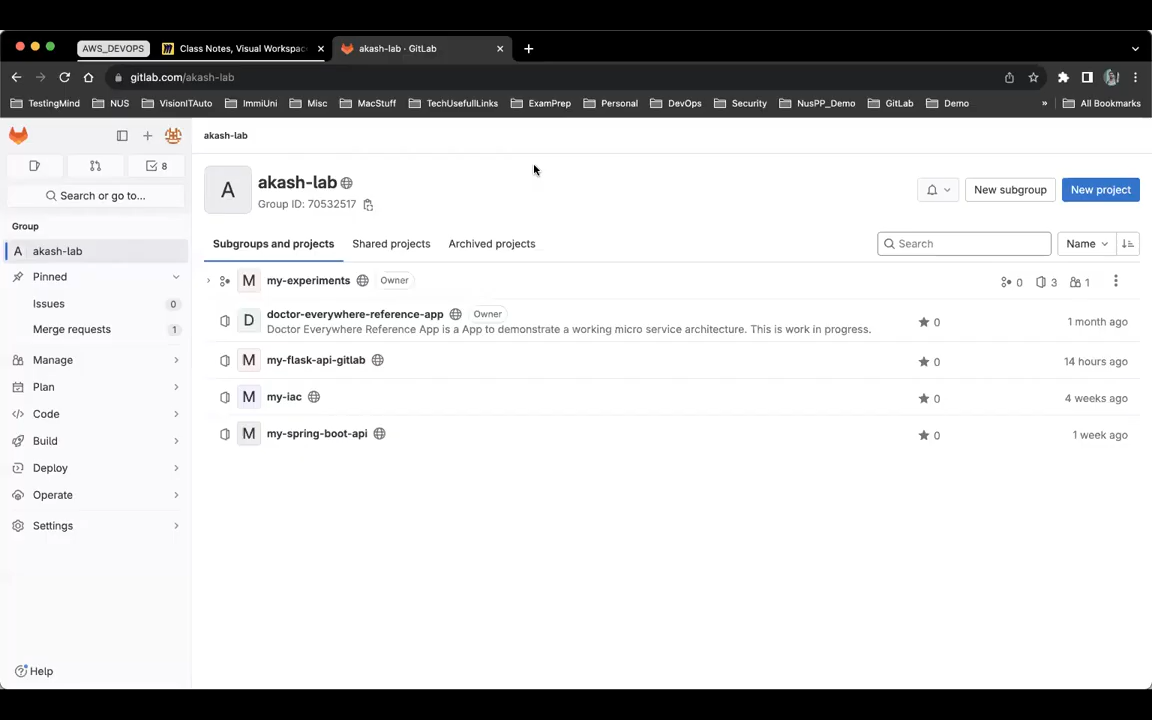 AWS_DEVOPS Class Notes, Visual Workspac akash-lab · GitLab
gitlab.com/akash-lab
TestingMind NUS VisionITAuto ImmiUni Misc MacStuff TechUsefullLinks ExamPrep Personal DevOps Security NusPP_Demo GitLab Demo » All Bookmarks
akash-lab
8
Search or go to...
Group
A akash-lab
Pinned
Issues 0
Merge requests 1
Manage
Plan
Code
Build
Deploy
Operate
Settings
Help
A
akash-lab
Group ID: 70532517
New subgroup
New project
Subgroups and projects Shared projects Archived projects
Search
Name
M my-experiments Owner 0 3 1
D doctor-everywhere-reference-app Owner
Doctor Everywhere Reference App is a App to demonstrate a working micro service architecture. This is work in progress.
0 1 month ago
M my-flask-api-gitlab 0 14 hours ago
M my-iac 0 4 weeks ago
M my-spring-boot-api 0 1 week ago